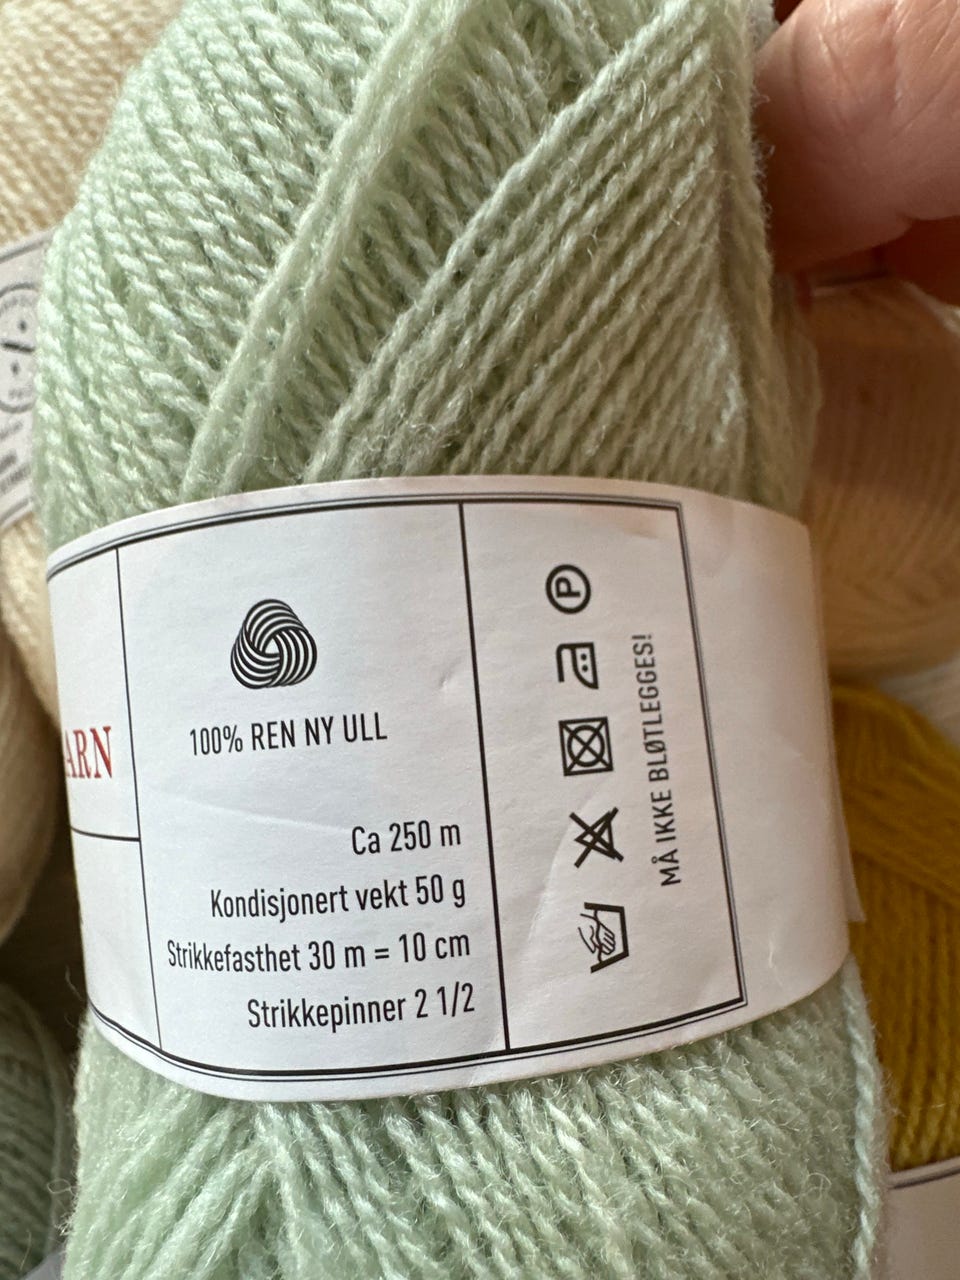 ARN
100% REN NY ULL
Ca 250 m
Kondisjonert vekt 50 g
Strikkefasthet 30 m = 10 cm
Strikkepinner 2 1/2
P
MÅ IKKE BLØTLEGGES!